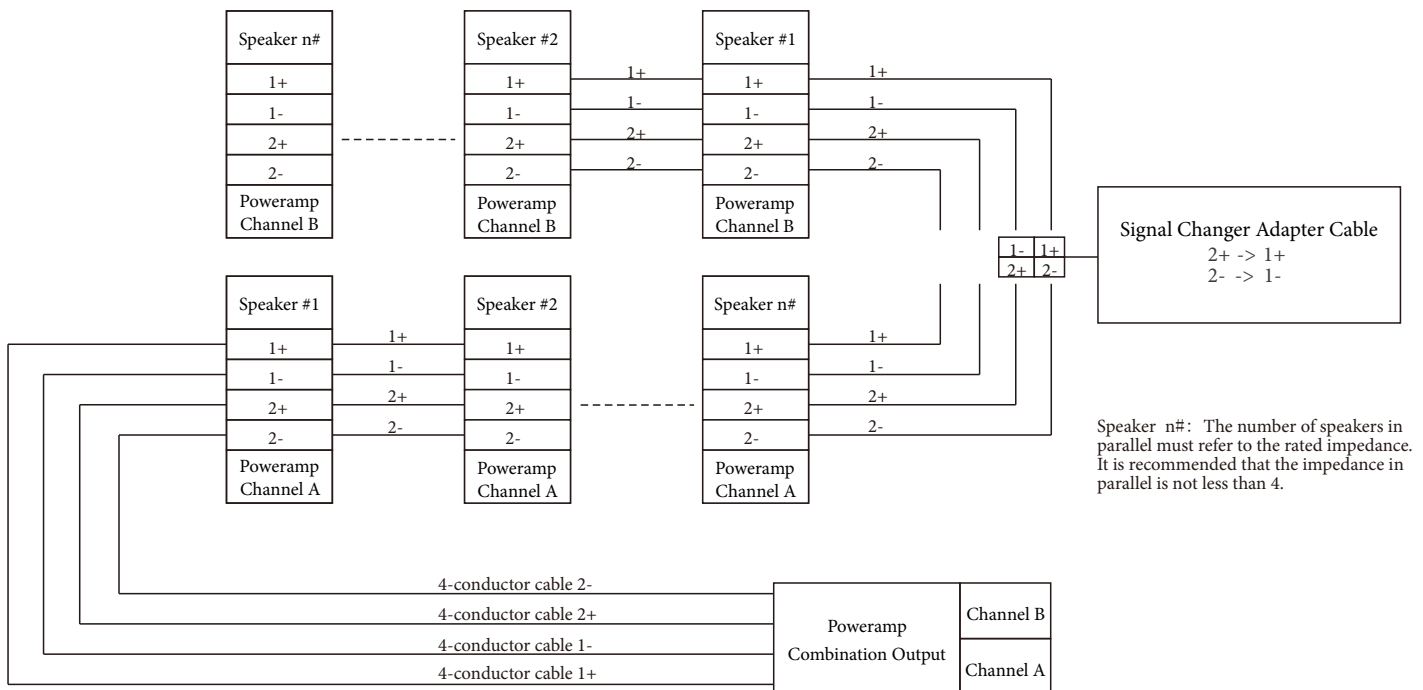 Speaker n#
1+
1-
2+
2-
Poweramp
Channel B
Speaker #2
1+
1-
2+
2-
Poweramp
Channel B
1+
1-
2+
2-
Speaker #1
1+
1-
2+
2-
Poweramp
Channel B
1+
1-
2+
2-
1- 1+
2+ 2-
Signal Changer Adapter Cable
2+ -> 1+
2- -> 1-
Speaker #1
1+
1-
2+
2-
Poweramp
Channel A
1+
1-
2+
2-
Speaker #2
1+
1-
2+
2-
Poweramp
Channel A
Speaker n#
1+
1-
2+
2-
Poweramp
Channel A
1+
1-
2+
2-
Speaker n#: The number of speakers in
parallel must refer to the rated impedance.
It is recommended that the impedance in
parallel is not less than 4.
4-conductor cable 2-
4-conductor cable 2+
4-conductor cable 1-
4-conductor cable 1+
Poweramp
Combination Output
Channel B
Channel A